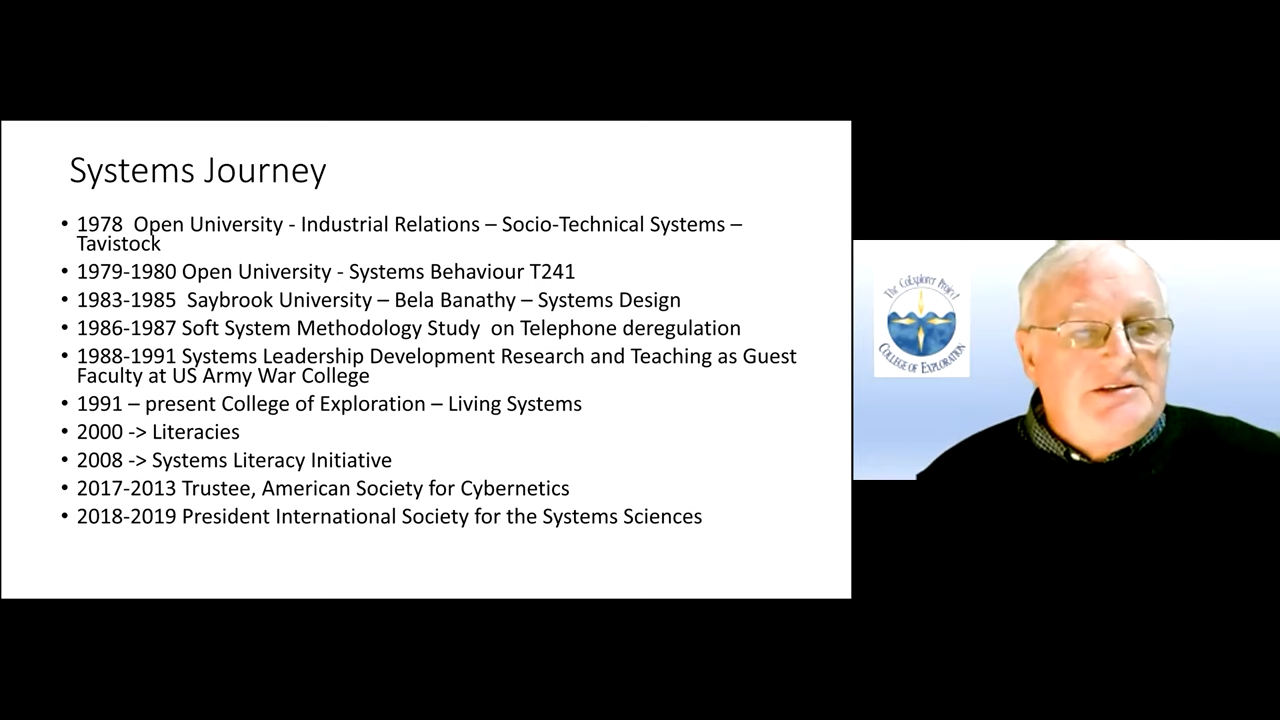 Systems Journey
• 1978  Open University - Industrial Relations – Socio-Technical Systems –
Tavistock
• 1979-1980 Open University - Systems Behaviour T241
• 1983-1985  Saybrook University – Bela Banathy – Systems Design
• 1986-1987 Soft System Methodology Study  on Telephone deregulation
• 1988-1991 Systems Leadership Development Research and Teaching as Guest
Faculty at US Army War College
• 1991 – present College of Exploration – Living Systems
• 2000 -> Literacies
• 2008 -> Systems Literacy Initiative
• 2017-2013 Trustee, American Society for Cybernetics
• 2018-2019 President International Society for the Systems Sciences
The CoExplorer Project
COLLEGE OF EXPLORATION